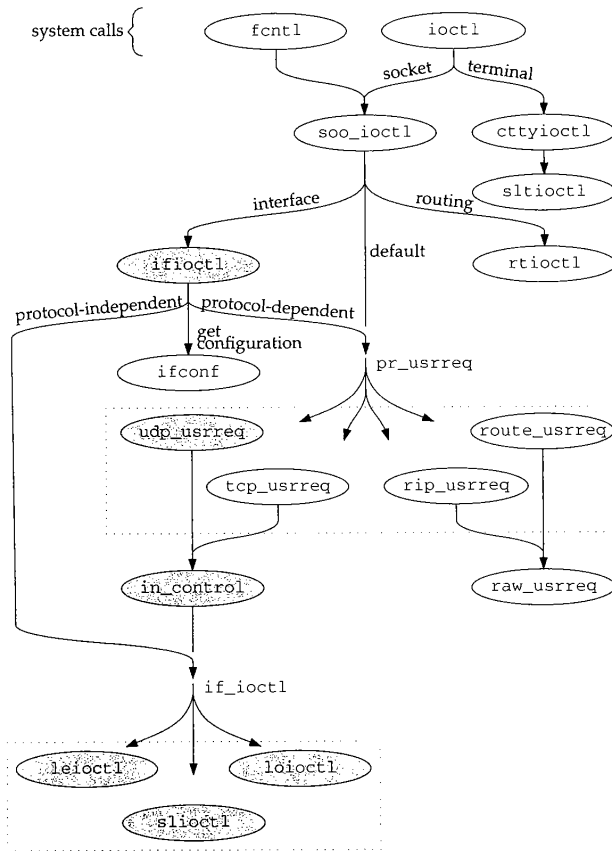 system calls
fcntl
ioctl
socket
terminal
soo_ioctl
cttyioctl
sltioctl
interface
routing
default
ifioctl
rtioctl
protocol-independent
protocol-dependent
get
configuration
ifconf
pr_usrreq
udp_usrreq
route_usrreq
tcp_usrreq
rip_usrreq
in_control
raw_usrreq
if_ioctl
leioctl
loioctl
slioctl